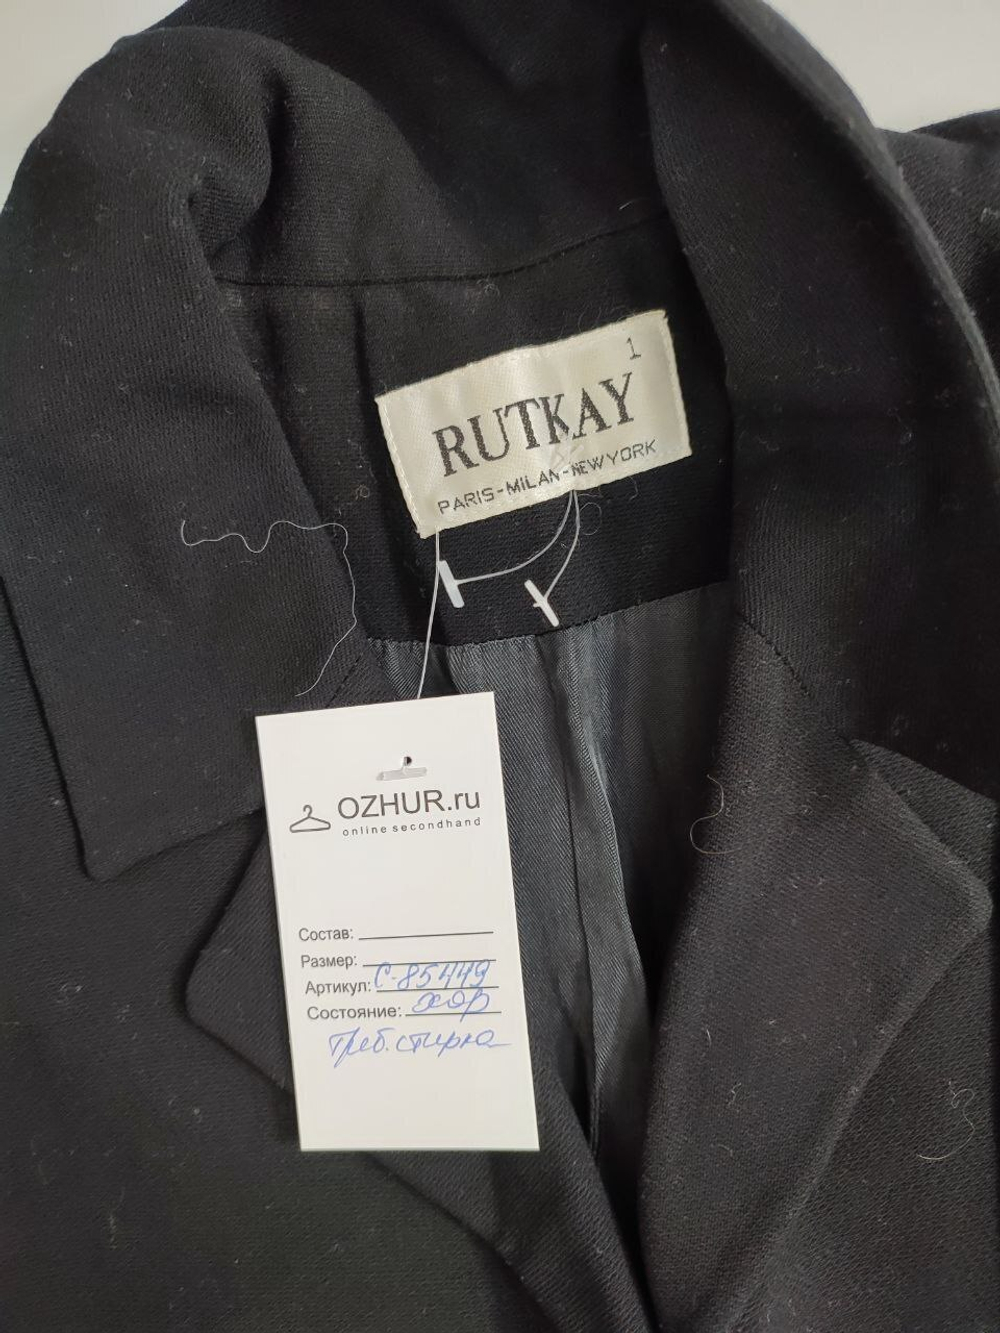 1
RUTKAY
PARIS-MILAN-NEWYORK
OZHUR.ru
online secondhand
Состав:
Размер:
Артикул: С-85449
Состояние: хор
треб. стирка